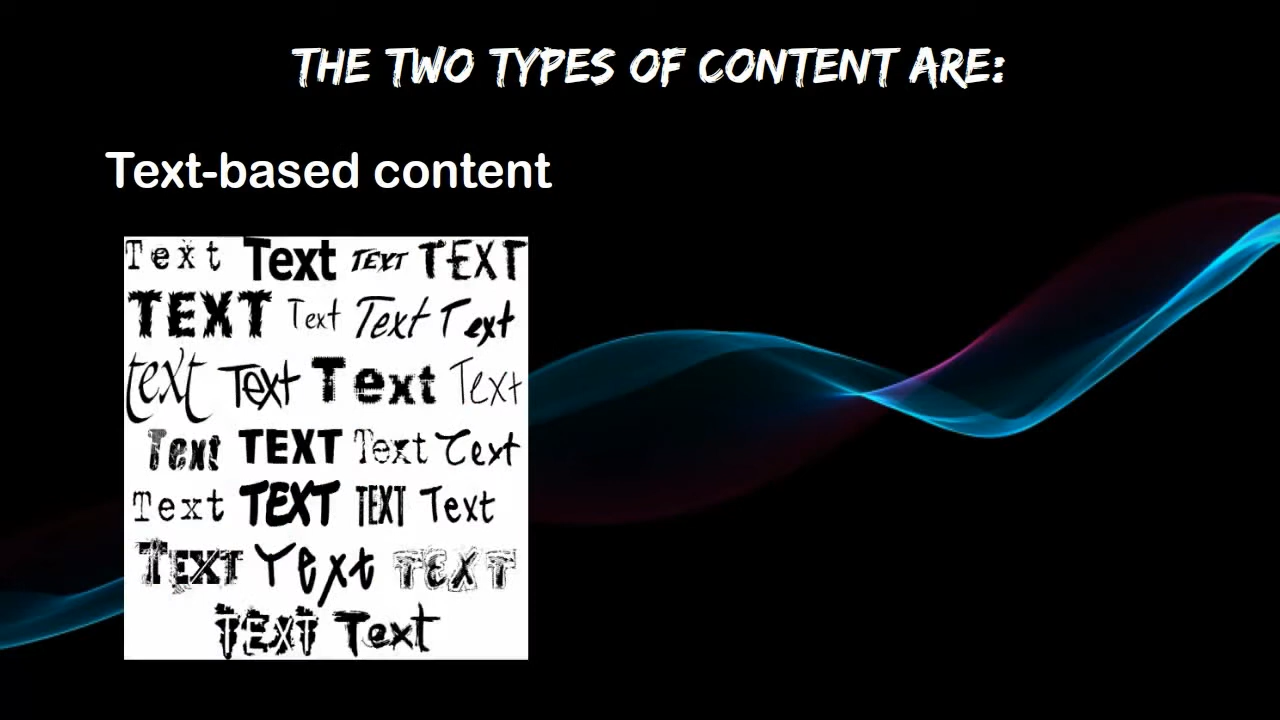 THE TWO TYPES OF CONTENT ARE:
Text-based content
Text Text TEXT TEXT
TEXT Text Text Text
text Text Text Text
Text TEXT Text Text
Text TEXT TEXT Text
TEXT Text TEXT
TEXT Text